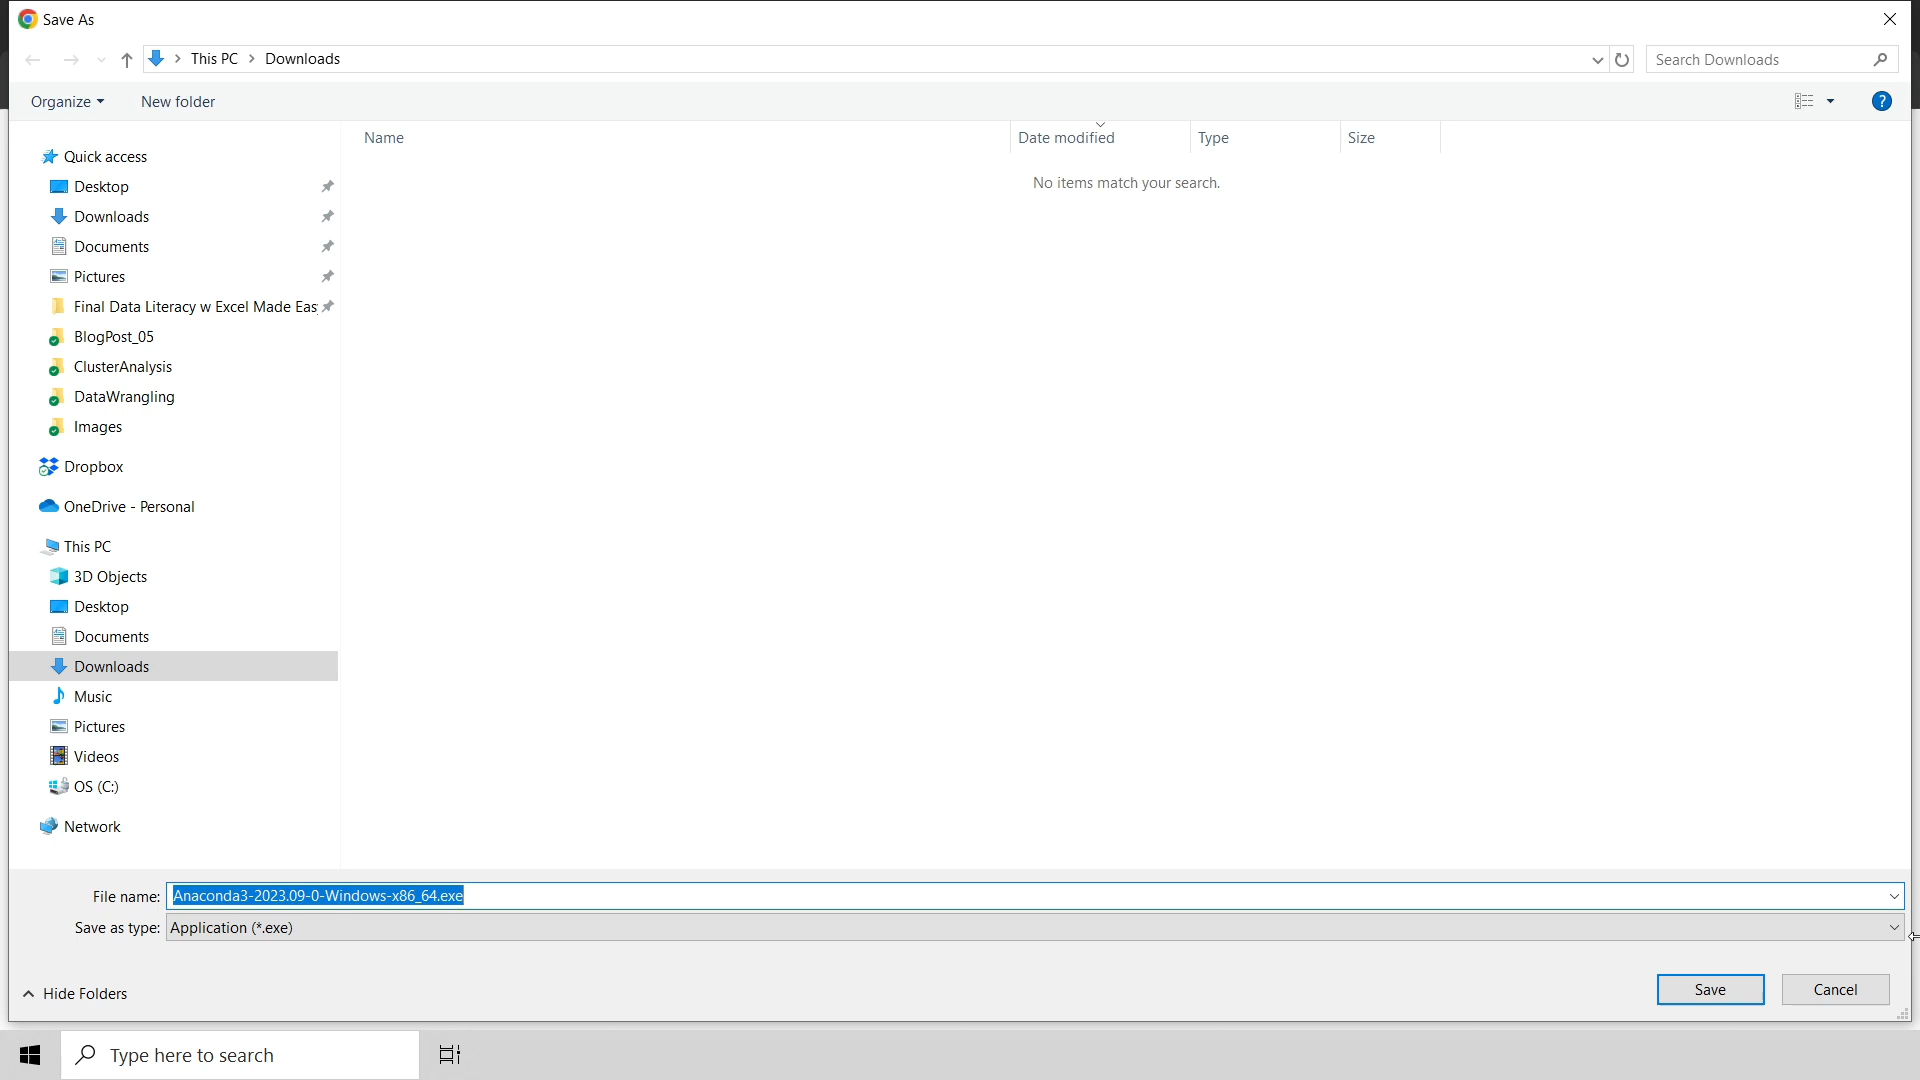 Save As
This PC > Downloads
Search Downloads
Organize
New folder
?
Name
Date modified
Type
Size
No items match your search.
Quick access
Desktop
Downloads
Documents
Pictures
Final Data Literacy w Excel Made Eas
BlogPost_05
ClusterAnalysis
DataWrangling
Images
Dropbox
OneDrive - Personal
This PC
3D Objects
Desktop
Documents
Downloads
Music
Pictures
Videos
OS (C:)
Network
File name: Anaconda3-2023.09-0-Windows-x86_64.exe
Save as type: Application (*.exe)
Hide Folders
Save
Cancel
Type here to search